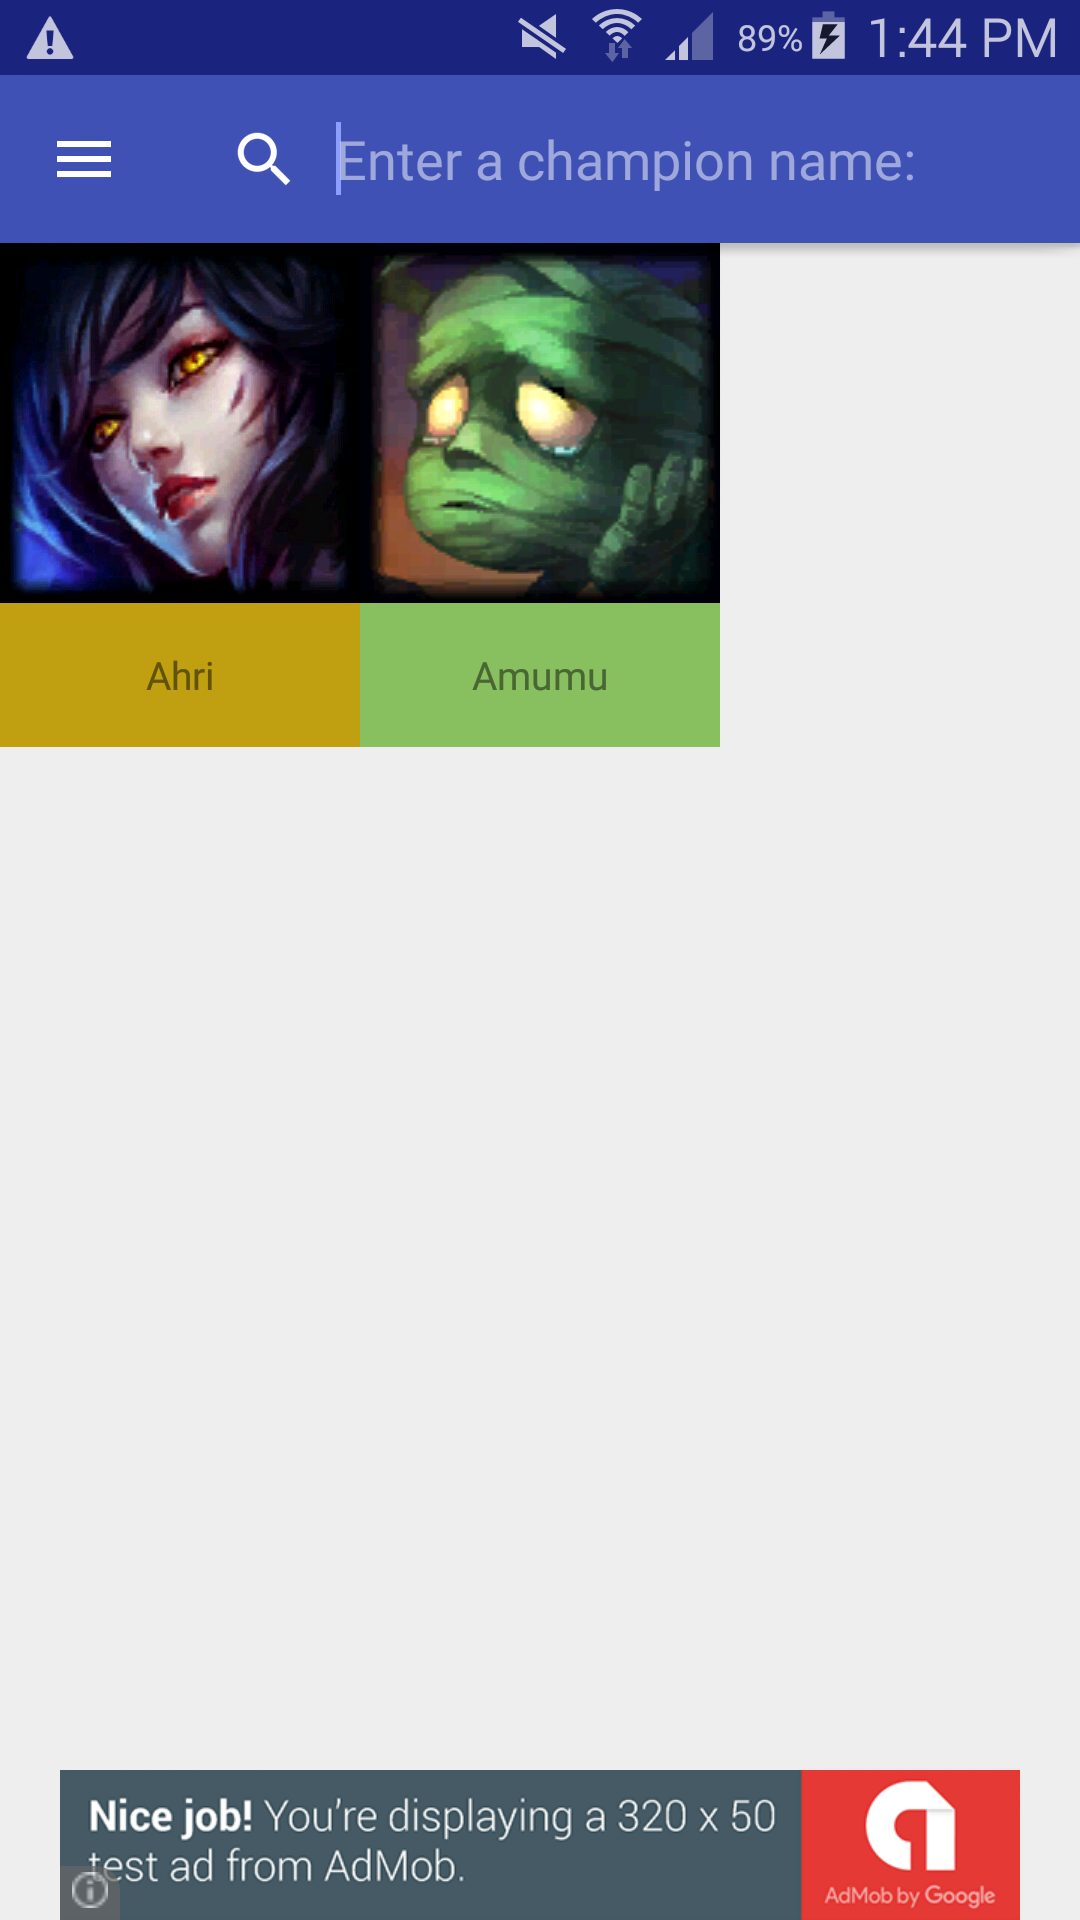 89% 1:44 PM
Enter a champion name:
Ahri
Amumu
Nice job! You're displaying a 320 x 50
test ad from AdMob.
AdMob by Google